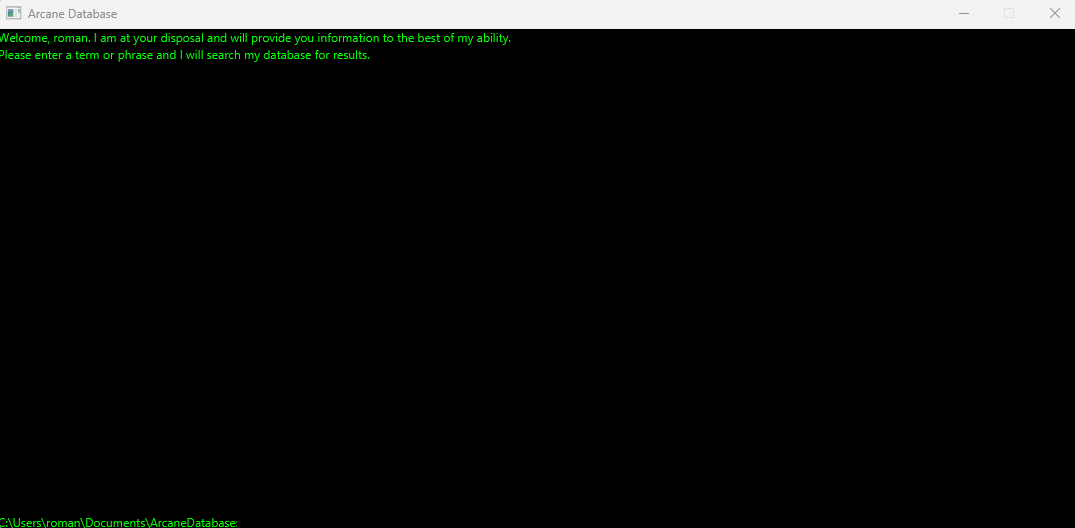 Arcane Database
Welcome, roman. I am at your disposal and will provide you information to the best of my ability.
Please enter a term or phrase and I will search my database for results.
C:\Users\roman\Documents\ArcaneDatabase: